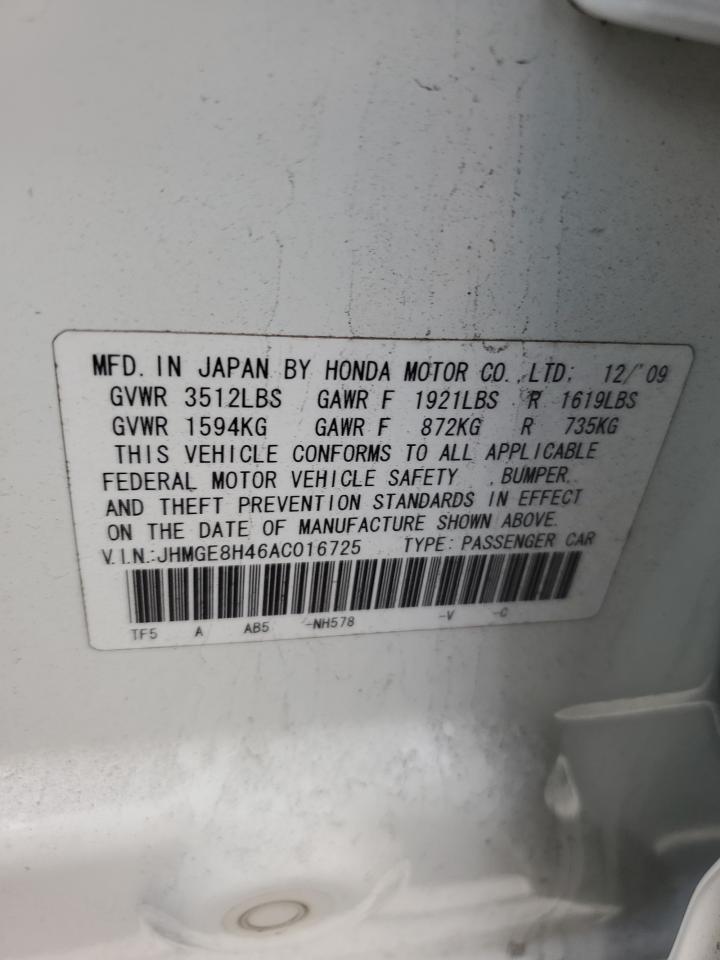 MFD. IN JAPAN BY HONDA MOTOR CO., LTD; 12/'09
GVWR 3512LBS GAWR F 1921LBS R 1619LBS
GVWR 1594KG GAWR F 872KG R 735KG
THIS VEHICLE CONFORMS TO ALL APPLICABLE
FEDERAL MOTOR VEHICLE SAFETY , BUMPER,
AND THEFT PREVENTION STANDARDS IN EFFECT
ON THE DATE OF MANUFACTURE SHOWN ABOVE.
V.I.N.:JHMGE8H46AC016725 TYPE: PASSENGER CAR
TF5 A AB5 -NH578 -V -C